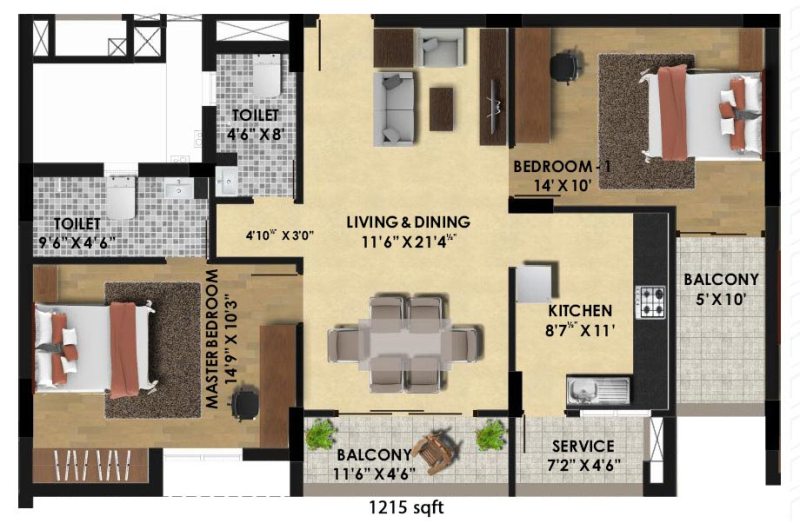 TOILET
4'6" X 8'
BEDROOM - 1
14' X 10'
TOILET
9'6" X 4'6"
4'10½" X 3'0"
LIVING & DINING
11'6" X 21'4½"
BALCONY
5' X 10'
MASTER BEDROOM
14'9" X 10'3"
KITCHEN
8'7½" X 11'
BALCONY
11'6" X 4'6"
SERVICE
7'2" X 4'6"
1215 sqft